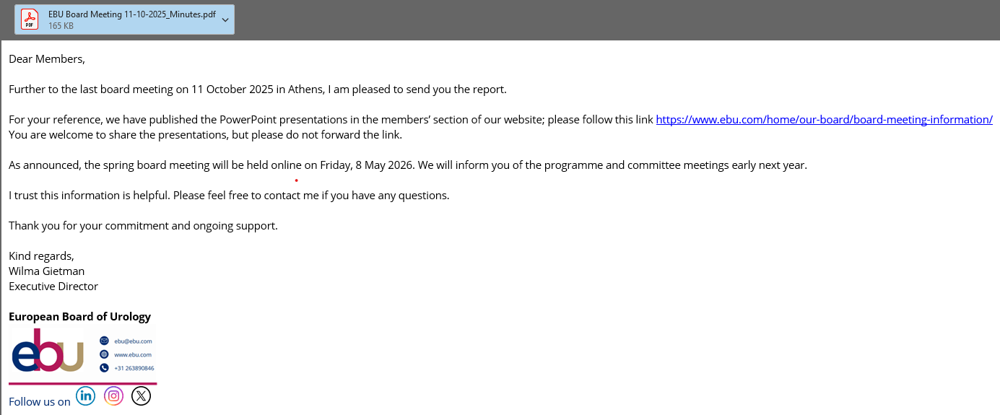 EBU Board Meeting 11-10-2025_Minutes.pdf
165 KB
PDF
Dear Members,
Further to the last board meeting on 11 October 2025 in Athens, I am pleased to send you the report.
For your reference, we have published the PowerPoint presentations in the members’ section of our website; please follow this link https://www.ebu.com/home/our-board/board-meeting-information/
You are welcome to share the presentations, but please do not forward the link.
As announced, the spring board meeting will be held online on Friday, 8 May 2026. We will inform you of the programme and committee meetings early next year.
I trust this information is helpful. Please feel free to contact me if you have any questions.
Thank you for your commitment and ongoing support.
Kind regards,
Wilma Gietman
Executive Director
European Board of Urology
ebu
ebu@ebu.com
www.ebu.com
+31 263890846
Follow us on in X